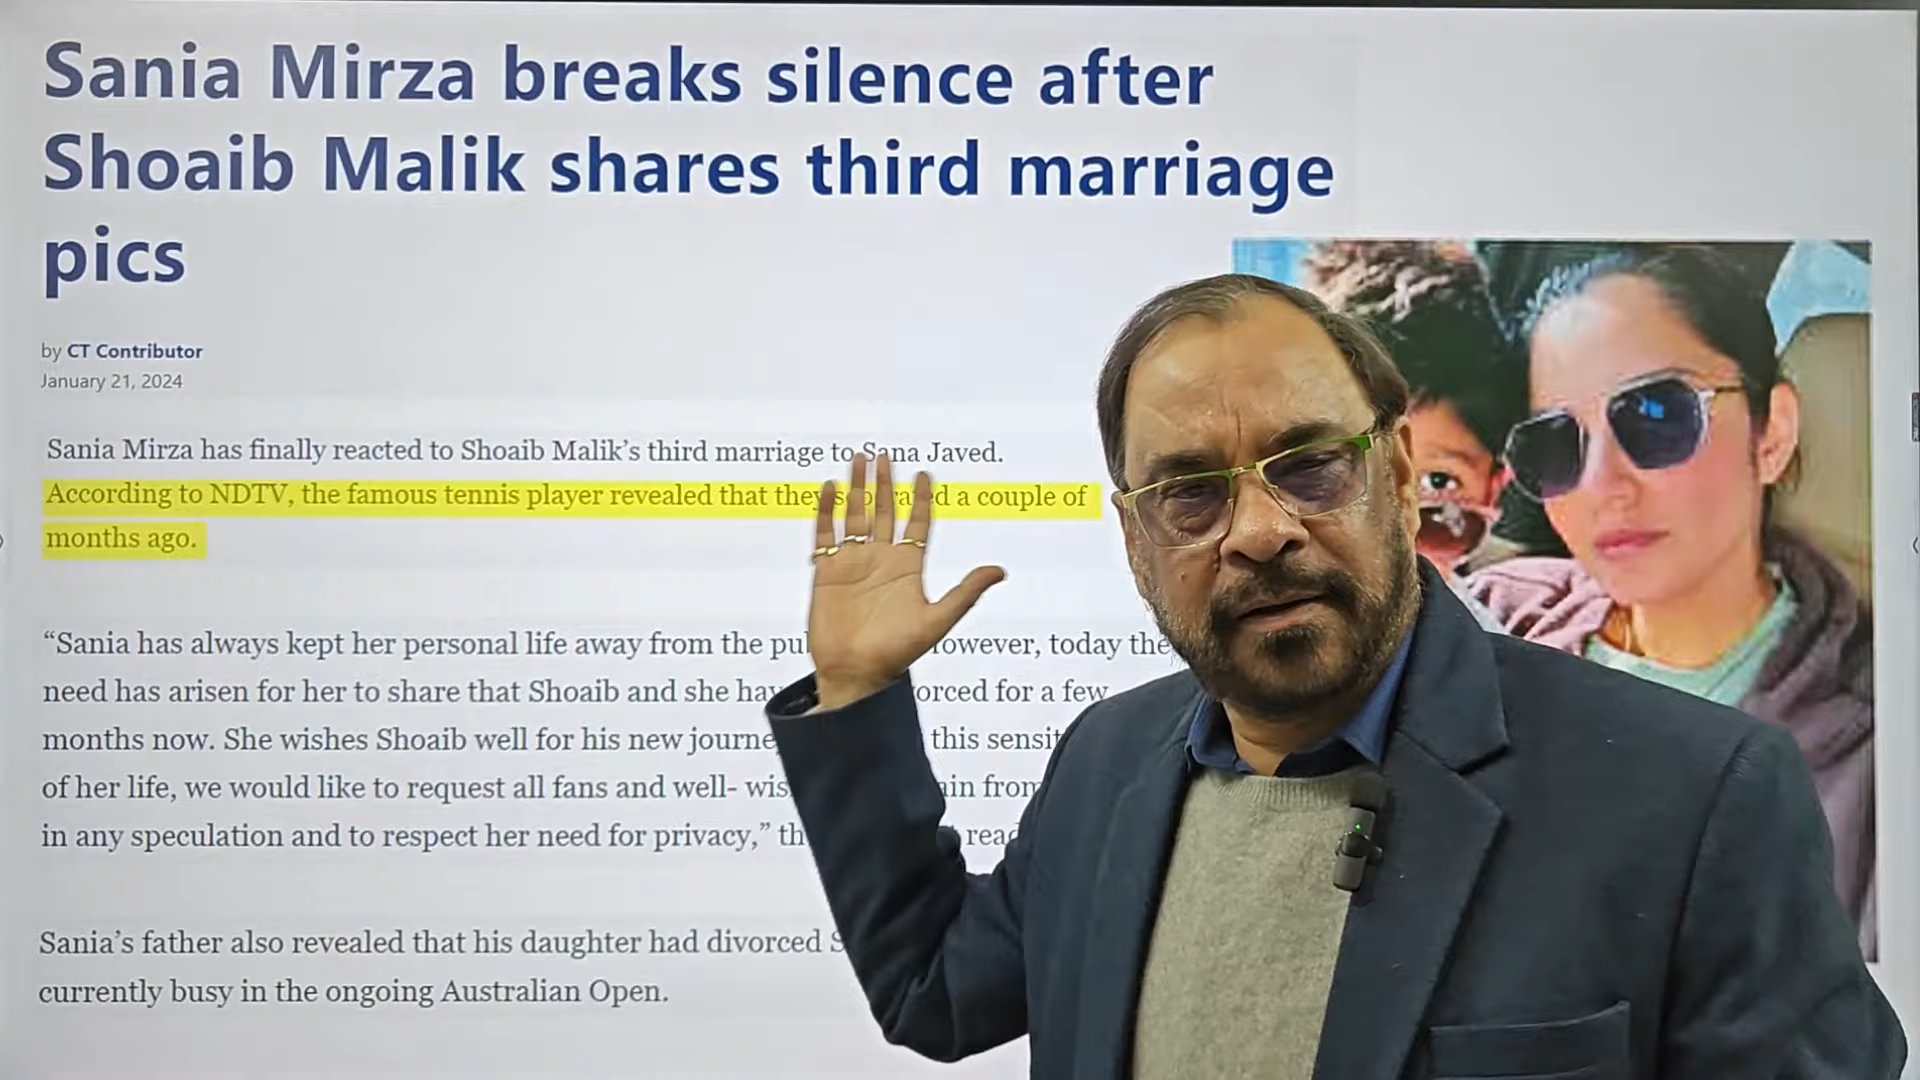 Sania Mirza breaks silence after
Shoaib Malik shares third marriage
pics
by CT Contributor
January 21, 2024
Sania Mirza has finally reacted to Shoaib Malik’s third marriage to Sana Javed.
According to NDTV, the famous tennis player revealed that they separated a couple of
months ago.
“Sania has always kept her personal life away from the however, today the
need has arisen for her to share that Shoaib and she for a few
months now. She wishes Shoaib well for his new this
of her life, we would like to request all fans and well- from
in any speculation and to respect her need for privacy,”
Sania’s father also revealed that his daughter had divorced
currently busy in the ongoing Australian Open.